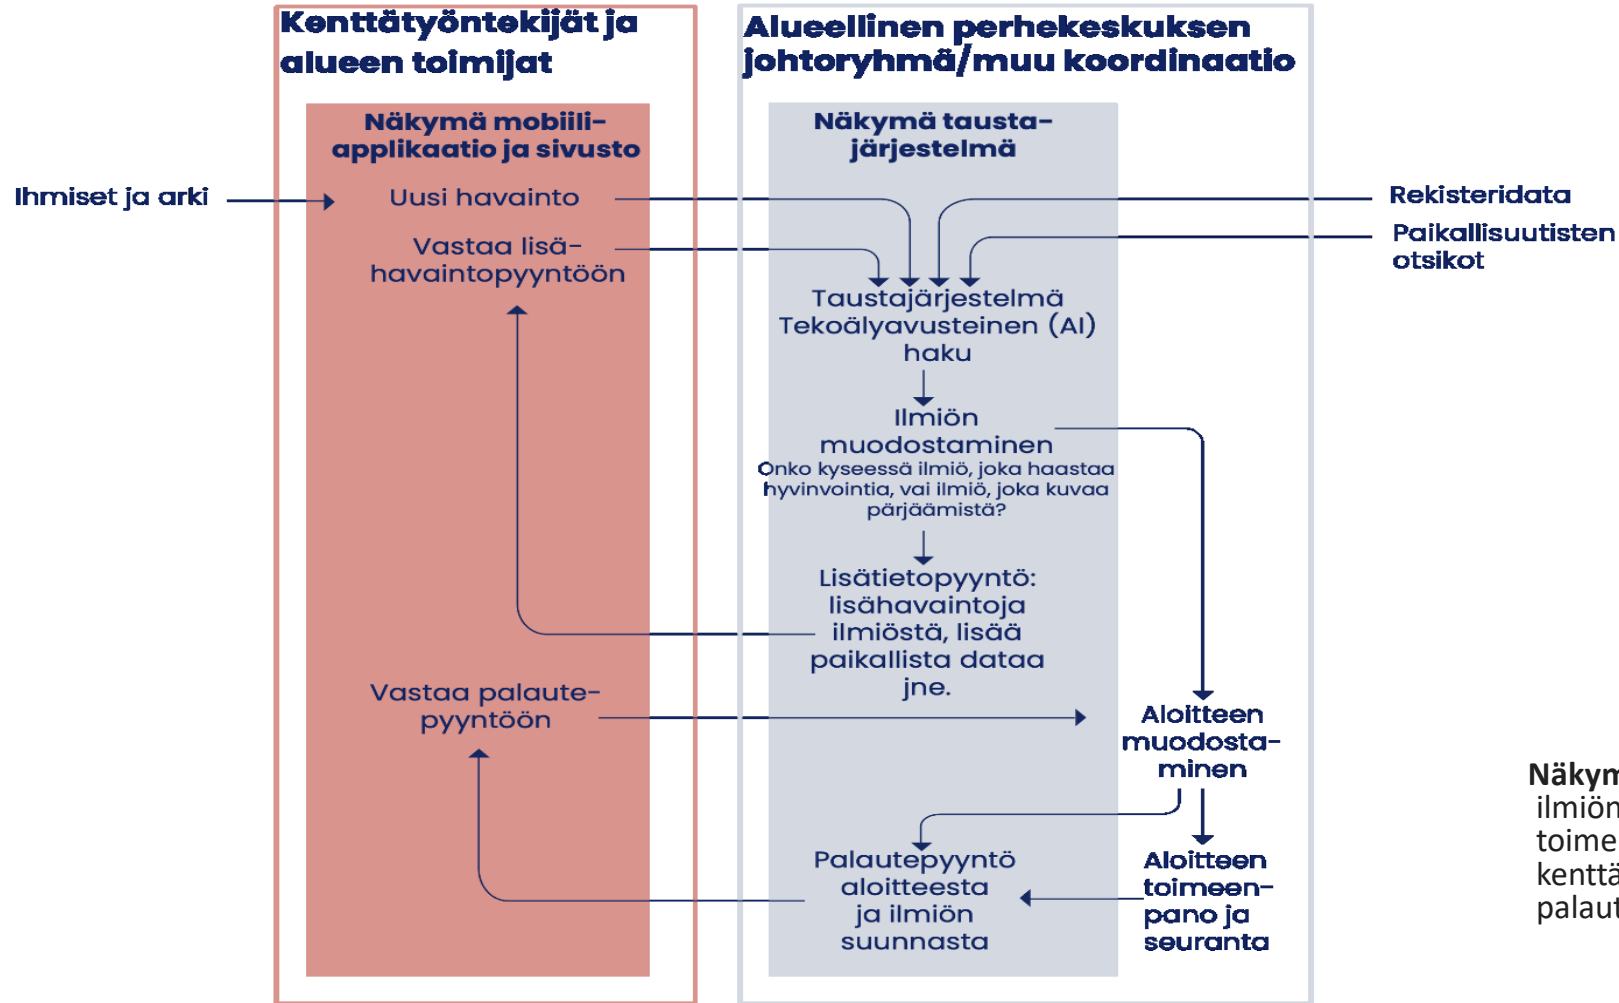 Kenttätyöntekijät ja
alueen toimijat
Alueellinen perhekeskuksen
johtoryhmä/muu koordinaatio
Näkymä mobiili-
applikaatio ja sivusto
Näkymä tausta-
järjestelmä
Ihmiset ja arki
Uusi havainto
Rekisteridata
Vastaa lisä-
havaintopyyntöön
Paikallisuutisten
otsikot
Taustajärjestelmä
Tekoälyavusteinen (AI)
haku
Ilmiön
muodostaminen
Onko kyseessä ilmiö, joka haastaa
hyvinvointia, vai ilmiö, joka kuvaa
pärjäämistä?
Lisätietopyyntö:
lisähavaintoja
ilmiöstä, lisää
paikallista dataa
jne.
Vastaa palaute-
pyyntöön
Aloitteen
muodosta-
minen
Palautepyyntö
aloitteesta
ja ilmiön
suunnasta
Aloitteen
toimeen-
pano ja
seuranta